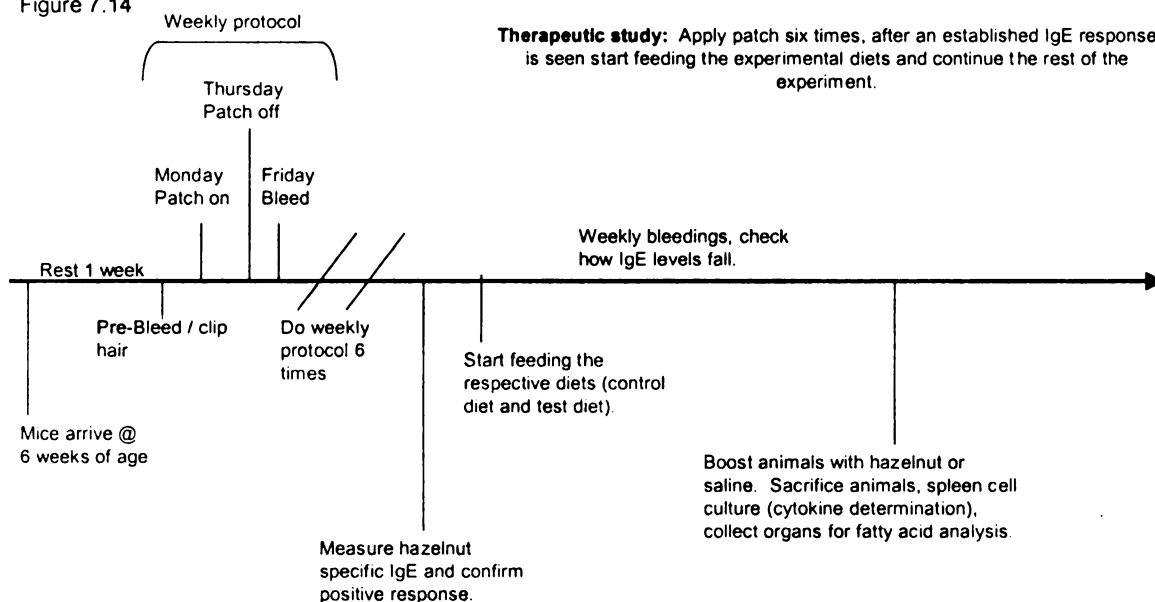 Figure 7.14
Weekly protocol
Therapeutic study: Apply patch six times, after an established IgE response
is seen start feeding the experimental diets and continue the rest of the
experiment.
Thursday
Patch off
Monday
Patch on
Friday
Bleed
Weekly bleedings, check
how IgE levels fall.
Rest 1 week
Pre-Bleed / clip
hair
Do weekly
protocol 6
times
Start feeding the
respective diets (control
diet and test diet).
Mice arrive @
6 weeks of age
Boost animals with hazelnut or
saline. Sacrifice animals, spleen cell
culture (cytokine determination),
collect organs for fatty acid analysis.
Measure hazelnut
specific IgE and confirm
positive response.